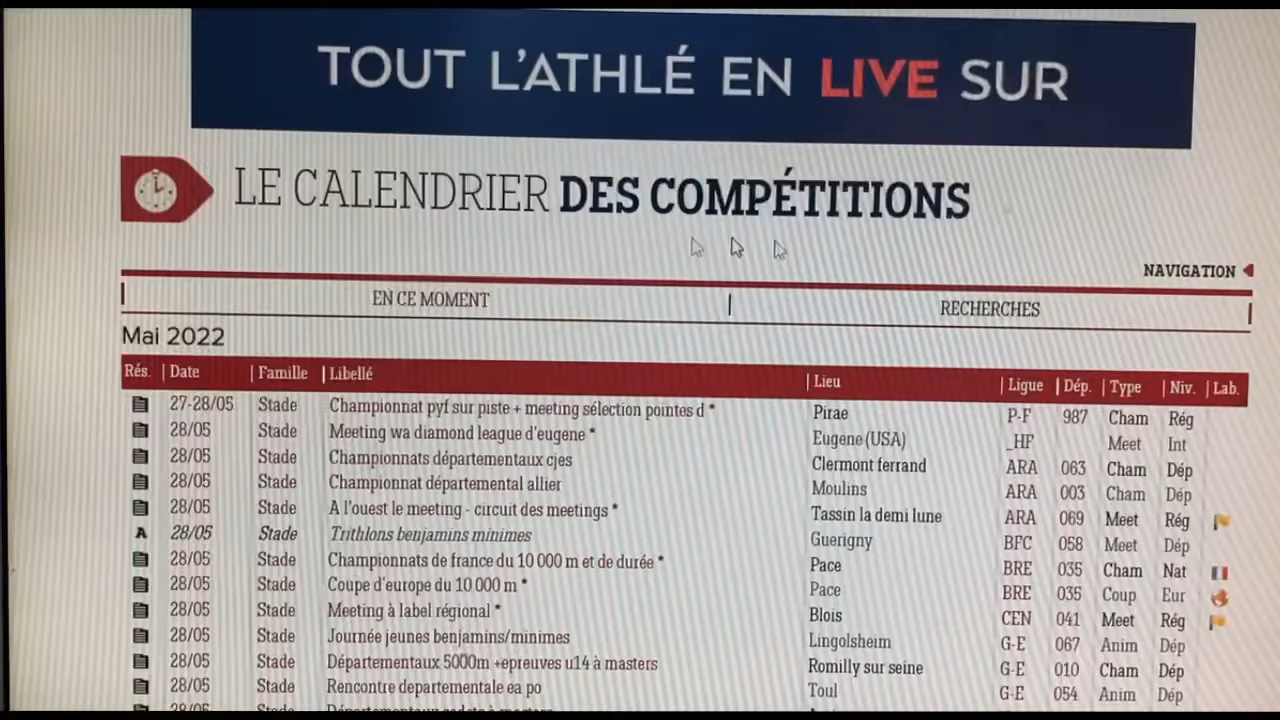 TOUT L'ATHLÉ EN LIVE SUR
LE CALENDRIER DES COMPÉTITIONS
NAVIGATION
EN CE MOMENT | RECHERCHES
Mai 2022
Rés. | Date | Famille | Libellé | Lieu | Ligue | Dép. | Type | Niv. | Lab.
27-28/05 Stade Championnat pyf sur piste + meeting sélection pointes d * Pirae P-F 987 Cham Rég
28/05 Stade Meeting wa diamond league d'eugene * Eugene (USA) _HF Meet Int
28/05 Stade Championnats départementaux cjes Clermont ferrand ARA 063 Cham Dép
28/05 Stade Championnat départemental allier Moulins ARA 003 Cham Dép
28/05 Stade A l'ouest le meeting - circuit des meetings * Tassin la demi lune ARA 069 Meet Rég
A 28/05 Stade Trithlons benjamins minimes Guerigny BFC 058 Meet Dép
28/05 Stade Championnats de france du 10 000 m et de durée * Pace BRE 035 Cham Nat
28/05 Stade Coupe d'europe du 10 000 m * Pace BRE 035 Coup Eur
28/05 Stade Meeting à label régional * Blois CEN 041 Meet Rég
28/05 Stade Journée jeunes benjamins/minimes Lingolsheim G-E 067 Anim Dép
28/05 Stade Départementaux 5000m +epreuves u14 à masters Romilly sur seine G-E 010 Cham Dép
28/05 Stade Rencontre departementale ea po Toul G-E 054 Anim Dép